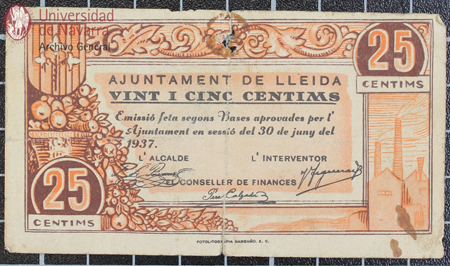 Universidad
de Navarra
Archivo General
25
CENTIMS
AJUNTAMENT DE LLEIDA
VINT I CINC CENTIMS
Emissió feta segons Bases aprovades per l'
Ajuntament en sessió del 30 de juny del
1937.
L'ALCALDE L'INTERVENTOR
EL CONSELLER DE FINANCES
25
CENTIMS